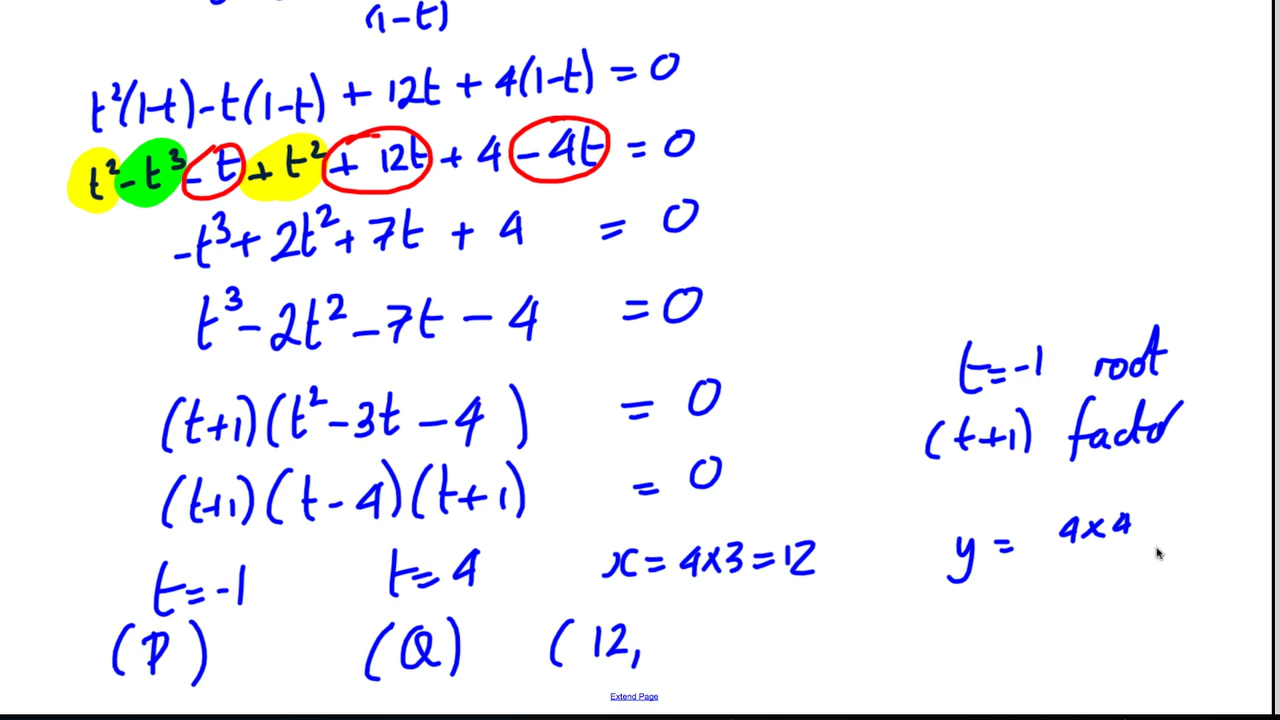 (1-t)
t²(1-t)-t(1-t) + 12t + 4(1-t) = 0
t²-t³-t+t²+12t+4-4t = 0
-t³+2t²+7t+4 = 0
t³-2t²-7t-4 = 0
t=-1 root
(t+1)(t²-3t-4) = 0
(t+1) factor
(t+1)(t-4)(t+1) = 0
t=-1 t=4 x=4×3=12 y= 4×4
(P) (Q) (12,
Extend Page